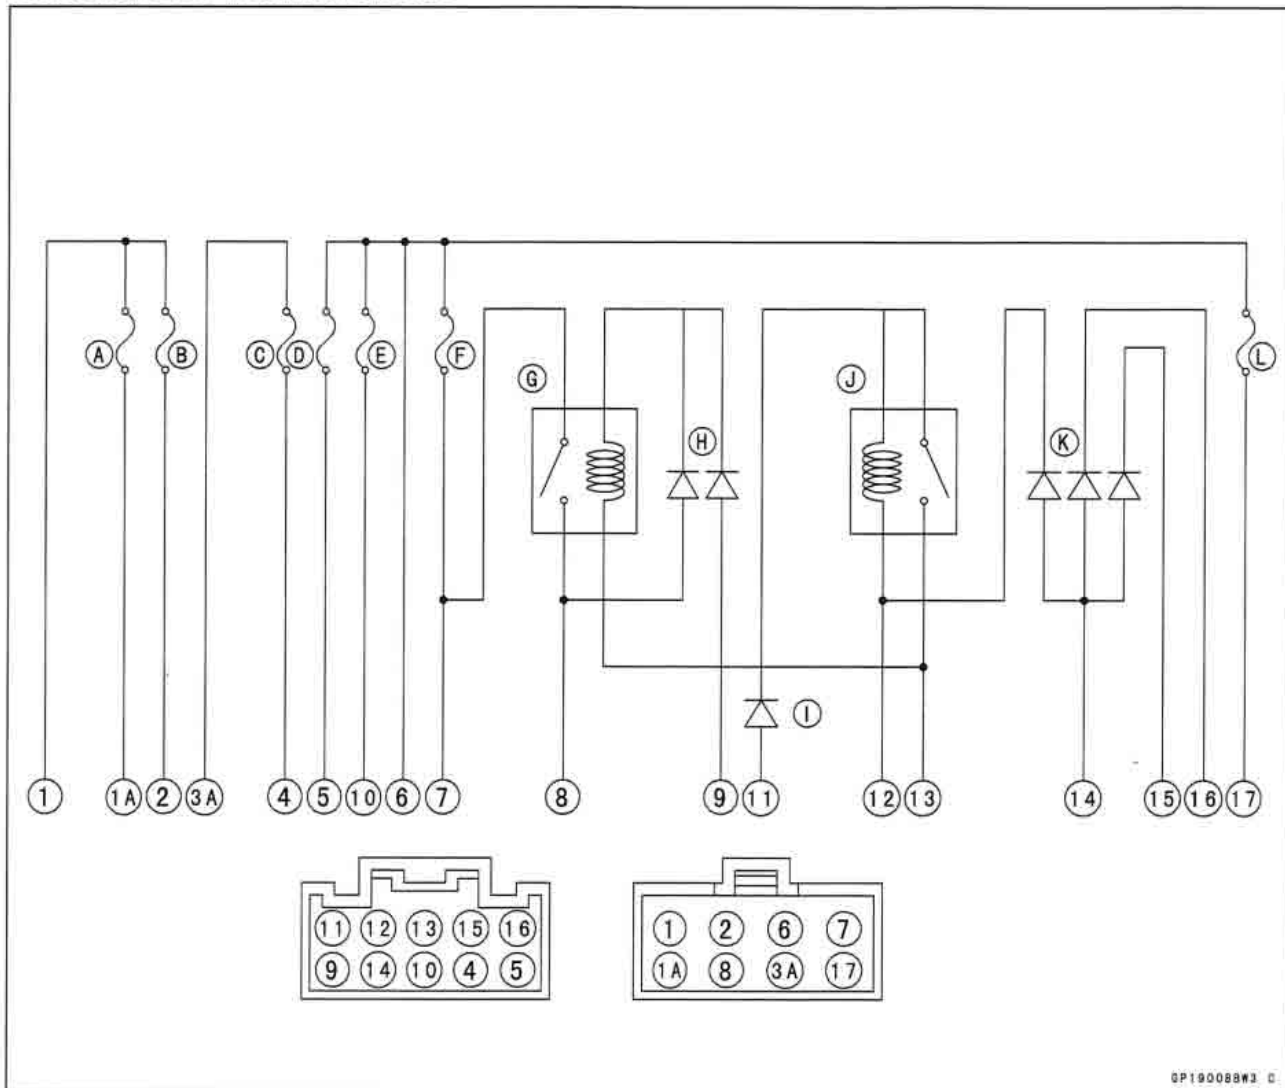 A B C D E F L
G J
H K
I
1 1A 2 3A 4 5 10 6 7 8 9 11 12 13 14 15 16 17
11 12 13 15 16
9 14 10 4 5
1 2 6 7
1A 8 3A 17
GP190088W3 C